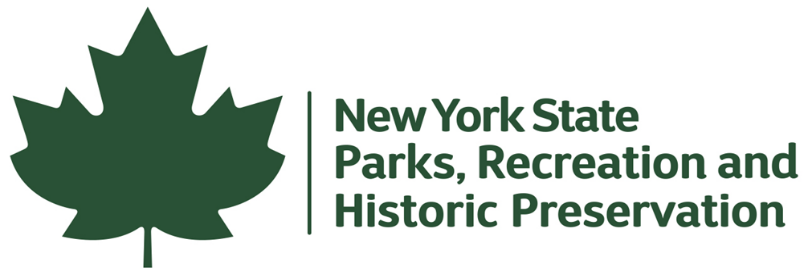 New York State
Parks, Recreation and
Historic Preservation